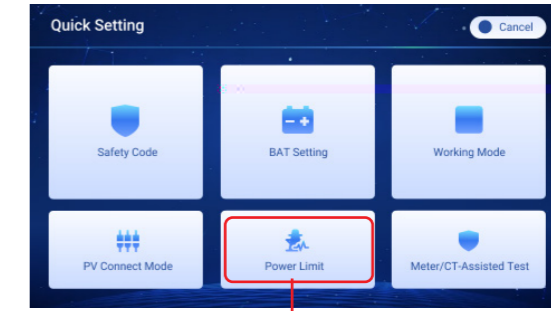 Quick Setting
Cancel
Safety Code
BAT Setting
Working Mode
PV Connect Mode
Power Limit
Meter/CT-Assisted Test